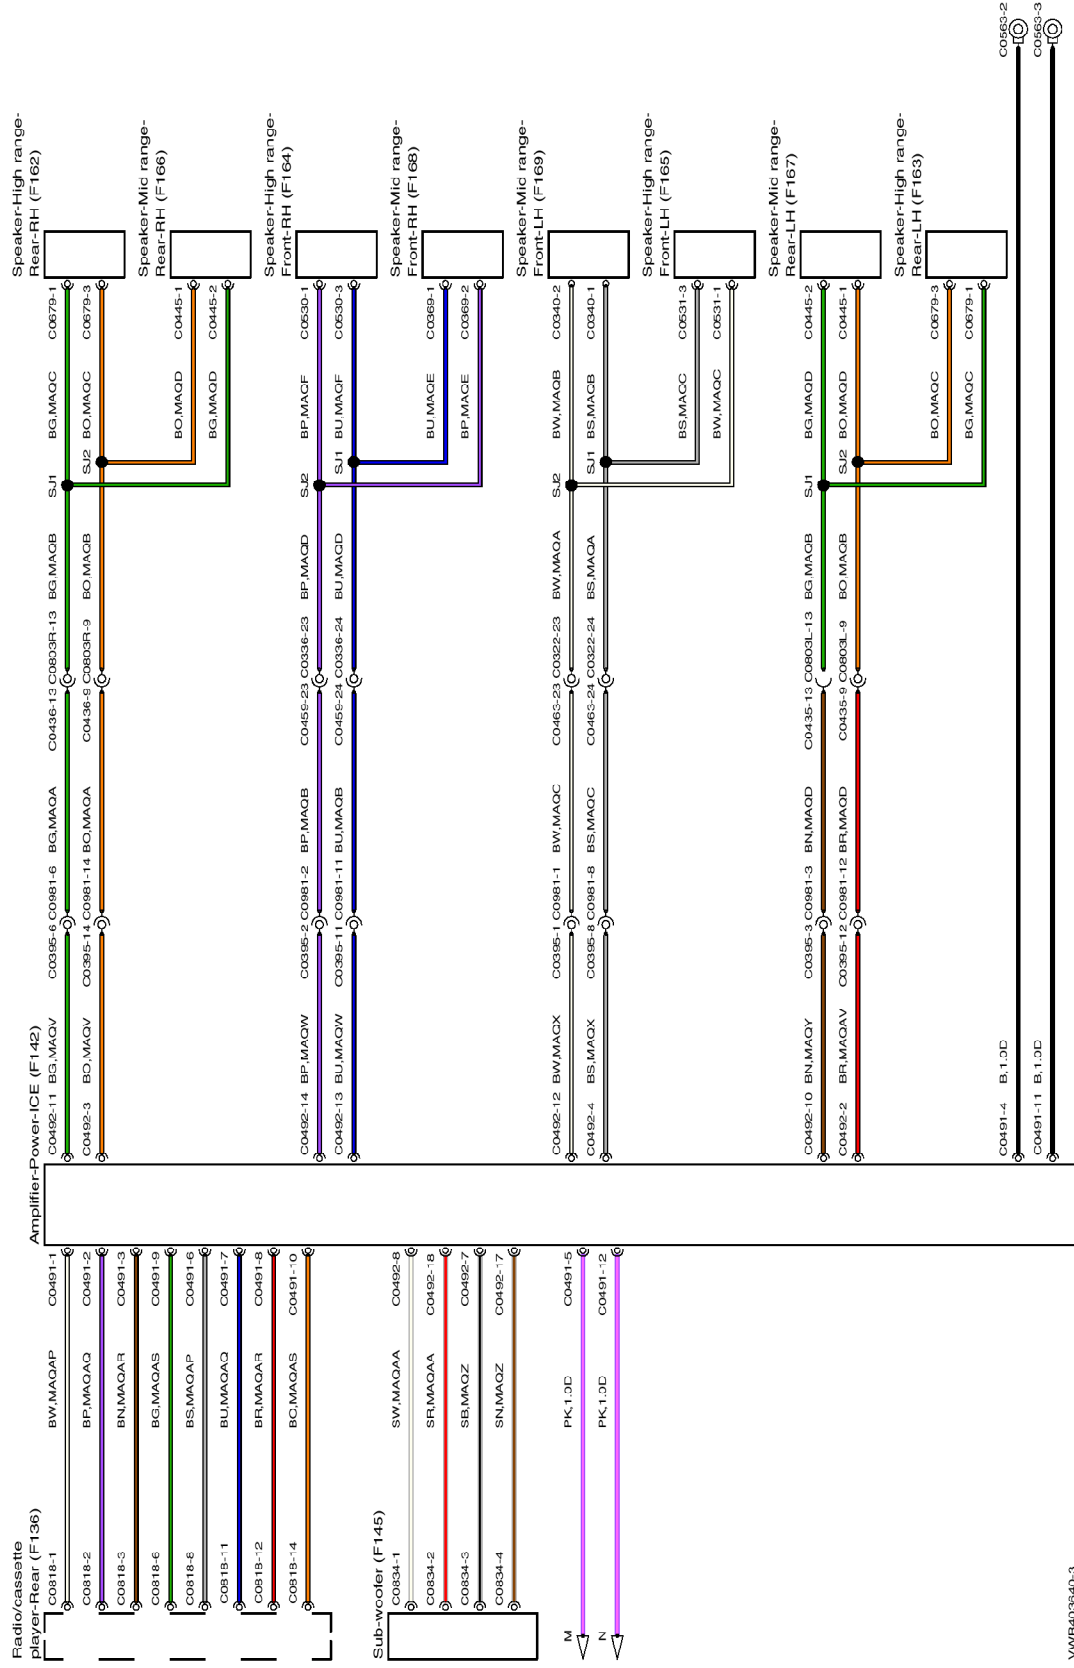 Radio/cassette
player-Rear (F136)
C0818-1 BW,MAQAP C0491-1
C0818-2 BP,MAQAQ C0491-2
C0818-3 BN,MAQAR C0491-3
C0818-6 BG,MAQAS C0491-9
C0818-8 BS,MAQAP C0491-6
C0818-11 BU,MAQAQ C0491-7
C0818-12 BR,MAQAR C0491-8
C0818-14 BO,MAQAS C0491-10
Sub-woofer (F145)
C0834-1 SW,MAQAA C0492-8
C0834-2 SR,MAQAA C0492-18
C0834-3 SB,MAQZ C0492-7
C0834-4 SN,MAQZ C0492-17
M PK,1.0D C0491-5
N PK,1.0D C0491-12
Amplifier-Power-ICE (F142)
C0492-11 BG,MAQV C0395-6 C0981-6 BG,MAQA C0436-13 C0803R-13 BG,MAQB SJ1 BG,MAQC C0679-1
C0492-3 BO,MAQV C0395-14 C0981-14 BO,MAQA C0436-9 C0803R-9 BO,MAQB SJ2 BO,MAQC C0679-3
Speaker-High range-
Rear-RH (F162)
BO,MAQD C0445-1
BG,MAQD C0445-2
Speaker-Mid range-
Rear-RH (F166)
C0492-14 BP,MAQW C0395-2 C0981-2 BP,MAQB C0459-23 C0336-23 BP,MAQD SJ2 BP,MAQF C0530-1
C0492-13 BU,MAQW C0395-11 C0981-11 BU,MAQB C0459-24 C0336-24 BU,MAQD SJ1 BU,MAQF C0530-3
Speaker-High range-
Front-RH (F164)
BU,MAQE C0369-1
BP,MAQE C0369-2
Speaker-Mid range-
Front-RH (F168)
C0492-12 BW,MAQX C0395-1 C0981-1 BW,MAQC C0463-23 C0322-23 BW,MAQA SJ2 BW,MAQB C0340-2
C0492-4 BS,MAQX C0395-8 C0981-8 BS,MAQC C0463-24 C0322-24 BS,MAQA SJ1 BS,MAQB C0340-1
Speaker-Mid range-
Front-LH (F169)
BS,MAQC C0531-3
BW,MAQC C0531-1
Speaker-High range-
Front-LH (F165)
C0492-10 BN,MAQY C0395-3 C0981-3 BN,MAQD C0435-13 C0803L-13 BG,MAQB SJ1 BG,MAQD C0445-2
C0492-2 BR,MAQAV C0395-12 C0981-12 BR,MAQD C0435-9 C0803L-9 BO,MAQB SJ2 BO,MAQD C0445-1
Speaker-Mid range-
Rear-LH (F167)
BO,MAQC C0679-3
BG,MAQC C0679-1
Speaker-High range-
Rear-LH (F163)
C0491-4 B,1.0D C0563-2
C0491-11 B,1.0D C0563-3